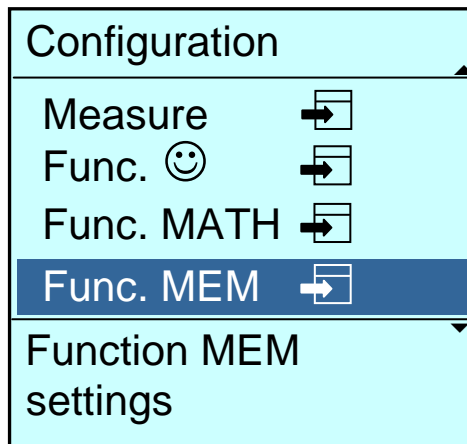 Configuration
Measure
Func. ☺
Func. MATH
Func. MEM
Function MEM
settings